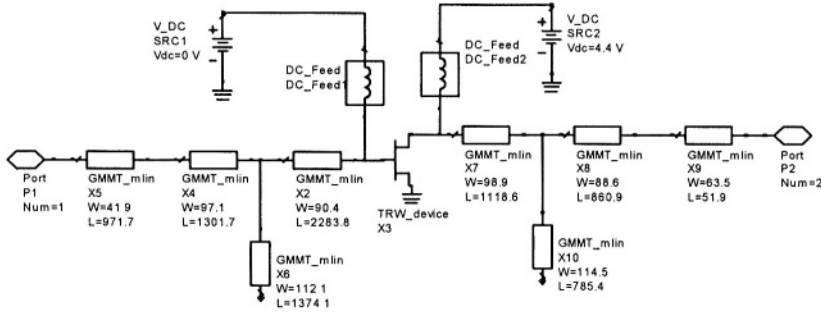 V_DC
SRC1
Vdc=0 V
DC_Feed
DC_Feed1
DC_Feed
DC_Feed2
V_DC
SRC2
Vdc=4.4 V
Port
P1
Num=1
GMMT_mlin
X5
W=41 9
L=971.7
GMMT_mlin
X4
W=97.1
L=1301.7
GMMT_mlin
X2
W=90.4
L=2283.8
TRW_device
X3
GMMT_mlin
X7
W=98.9
L=1118.6
GMMT_mlin
X8
W=88.6
L=860.9
GMMT_mlin
X9
W=63.5
L=51.9
Port
P2
Num=2
GMMT_mlin
X6
W=112 1
L=1374 1
GMMT_mlin
X10
W=114.5
L=785.4